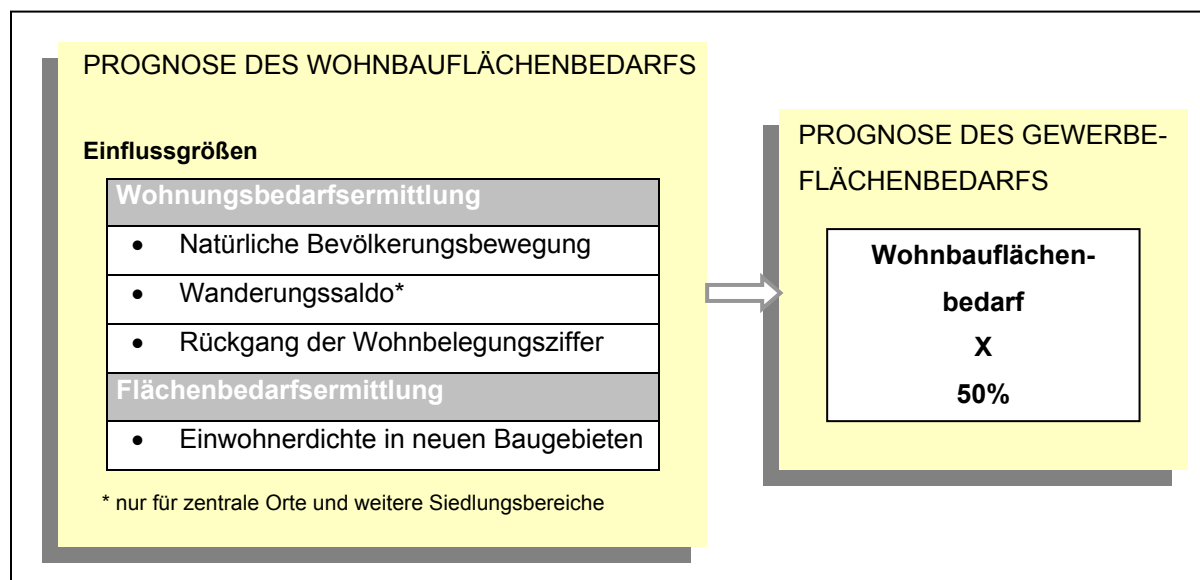 PROGNOSE DES WOHNBAUFLÄCHENBEDARFS
Einflussgrößen
Wohnungsbedarfsermittlung
• Natürliche Bevölkerungsbewegung
• Wanderungssaldo*
• Rückgang der Wohnbelegungsziffer
Flächenbedarfsermittlung
• Einwohnerdichte in neuen Baugebieten
* nur für zentrale Orte und weitere Siedlungsbereiche
PROGNOSE DES GEWERBE-
FLÄCHENBEDARFS
Wohnbauflächen-
bedarf
X
50%